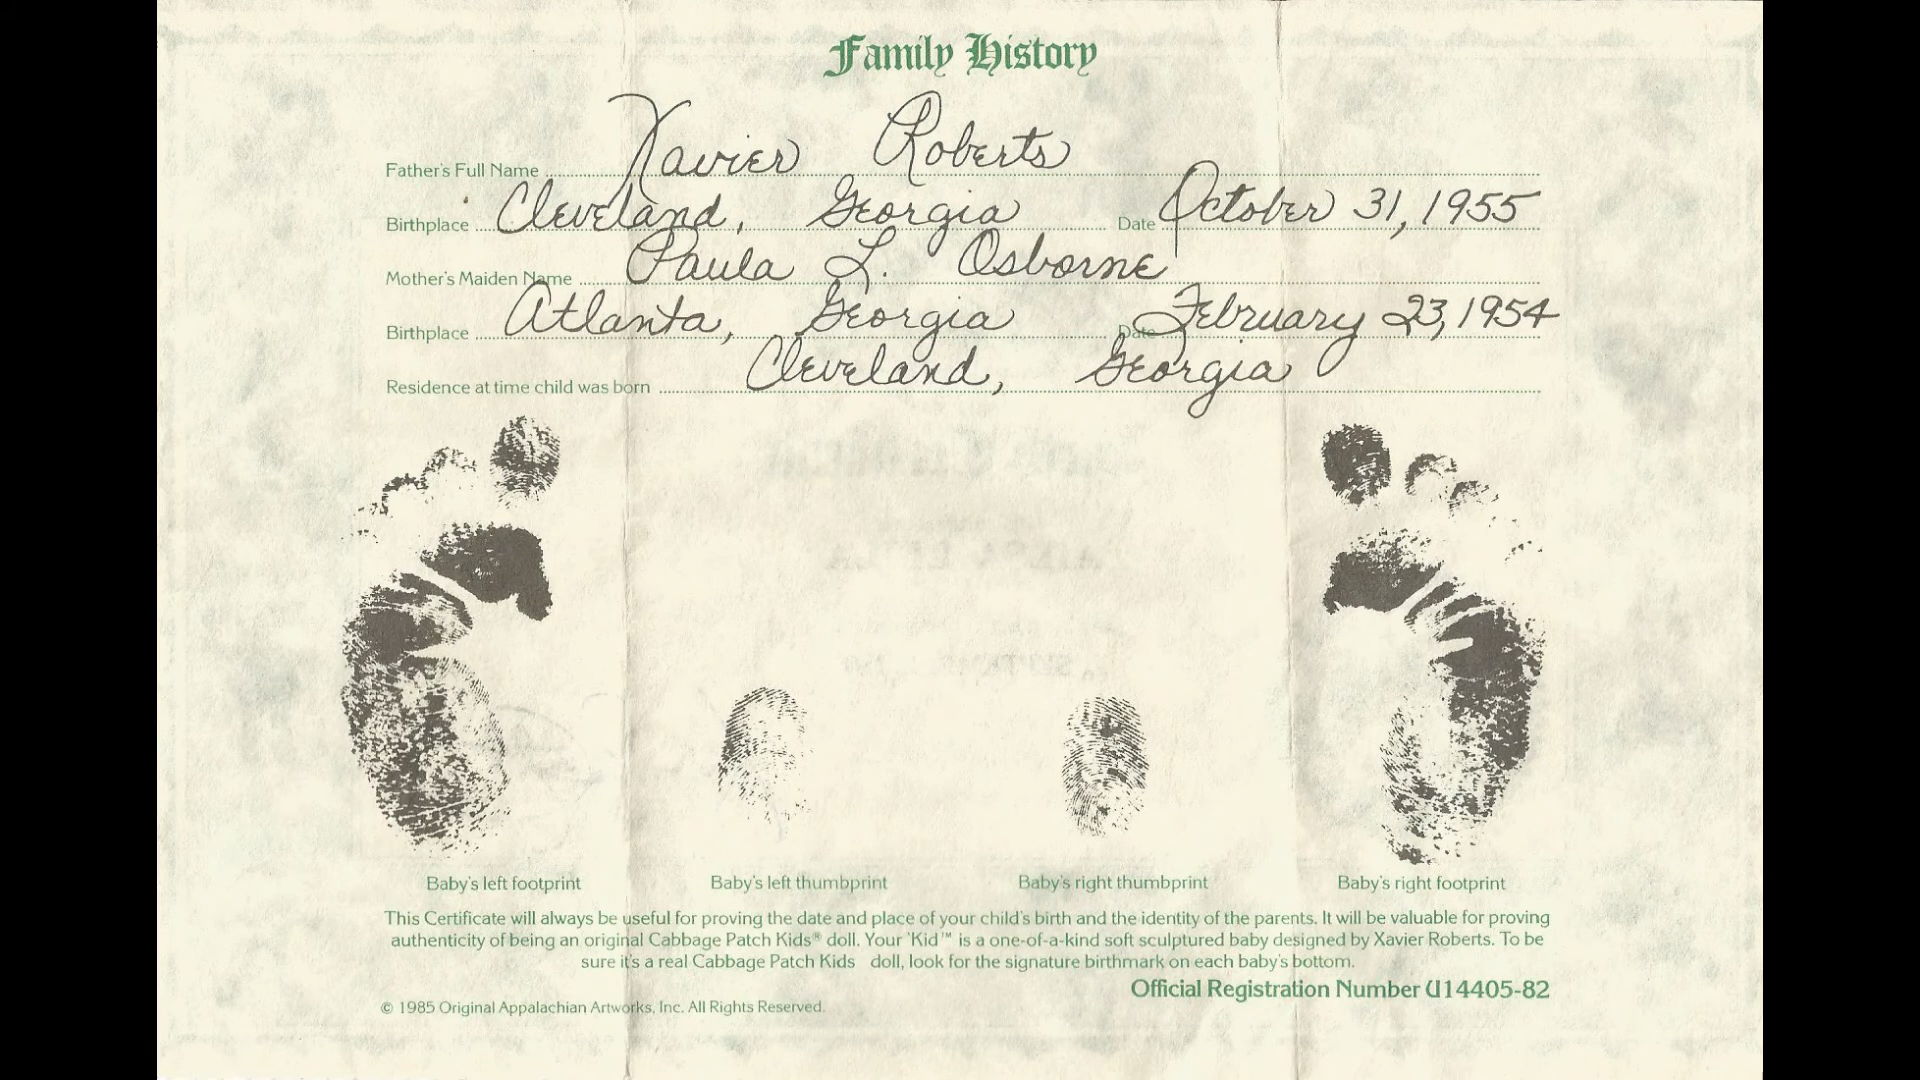 Family History
Father's Full Name Xavier Roberts
Birthplace Cleveland, Georgia Date October 31, 1955
Mother's Maiden Name Paula L. Osborne
Birthplace Atlanta, Georgia Date February 23, 1954
Residence at time child was born Cleveland, Georgia
Baby's left footprint Baby's left thumbprint Baby's right thumbprint Baby's right footprint
This Certificate will always be useful for proving the date and place of your child's birth and the identity of the parents. It will be valuable for proving
authenticity of being an original Cabbage Patch Kids® doll. Your 'Kid'™ is a one-of-a-kind soft sculptured baby designed by Xavier Roberts. To be
sure it's a real Cabbage Patch Kids doll, look for the signature birthmark on each baby's bottom.
Official Registration Number U14405-82
© 1985 Original Appalachian Artworks, Inc. All Rights Reserved.